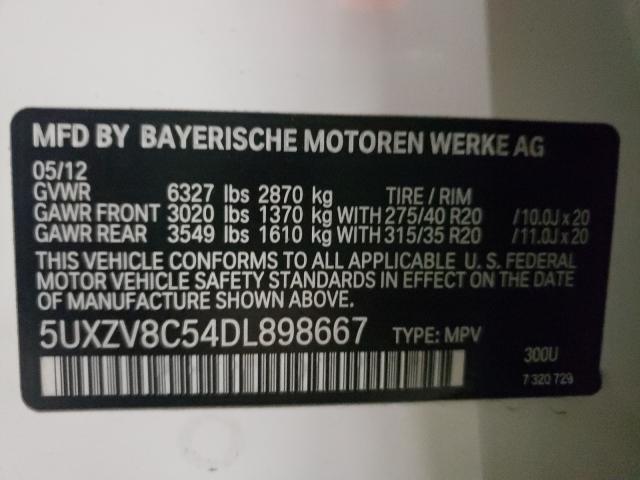 MFD BY BAYERISCHE MOTOREN WERKE AG
05/12
GVWR 6327 lbs 2870 kg TIRE / RIM
GAWR FRONT 3020 lbs 1370 kg WITH 275/40 R20 /10.0J x 20
GAWR REAR 3549 lbs 1610 kg WITH 315/35 R20 /11.0J x 20
THIS VEHICLE CONFORMS TO ALL APPLICABLE U. S. FEDERAL
MOTOR VEHICLE SAFETY STANDARDS IN EFFECT ON THE DATE
OF MANUFACTURE SHOWN ABOVE.
5UXZV8C54DL898667 TYPE: MPV
300U
7 320 729